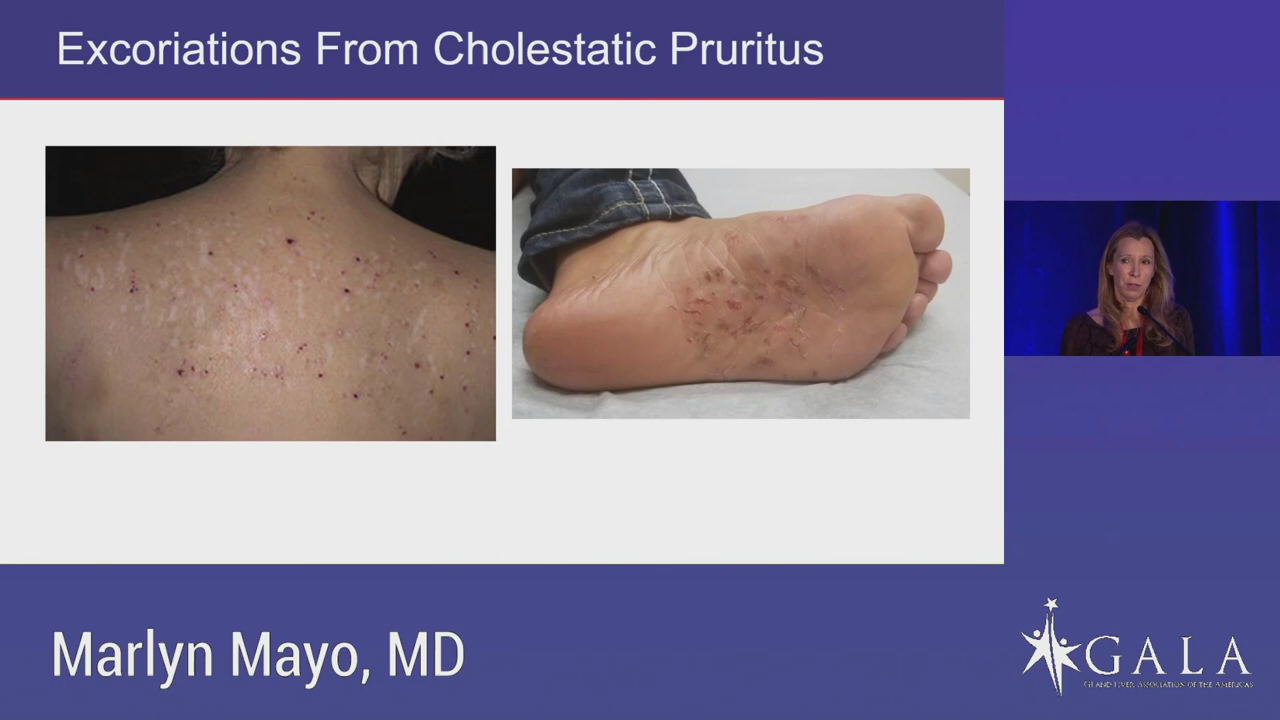 Excoriations From Cholestatic Pruritus
Marlyn Mayo, MD
GALA
GI AND LIVER ASSOCIATION OF THE AMERICAS